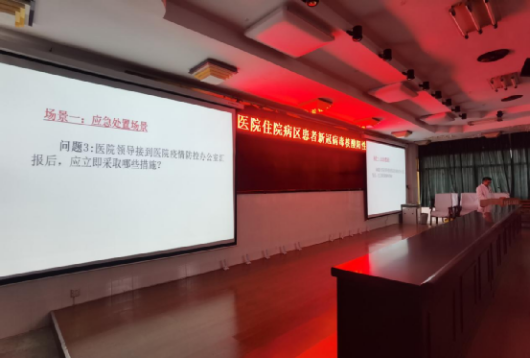 场景一：应急处置场景
问题3：医院领导接到医院疫情防控办公室汇
报后，应立即采取哪些措施？
医院住院病区患者新冠病毒核酸阳性